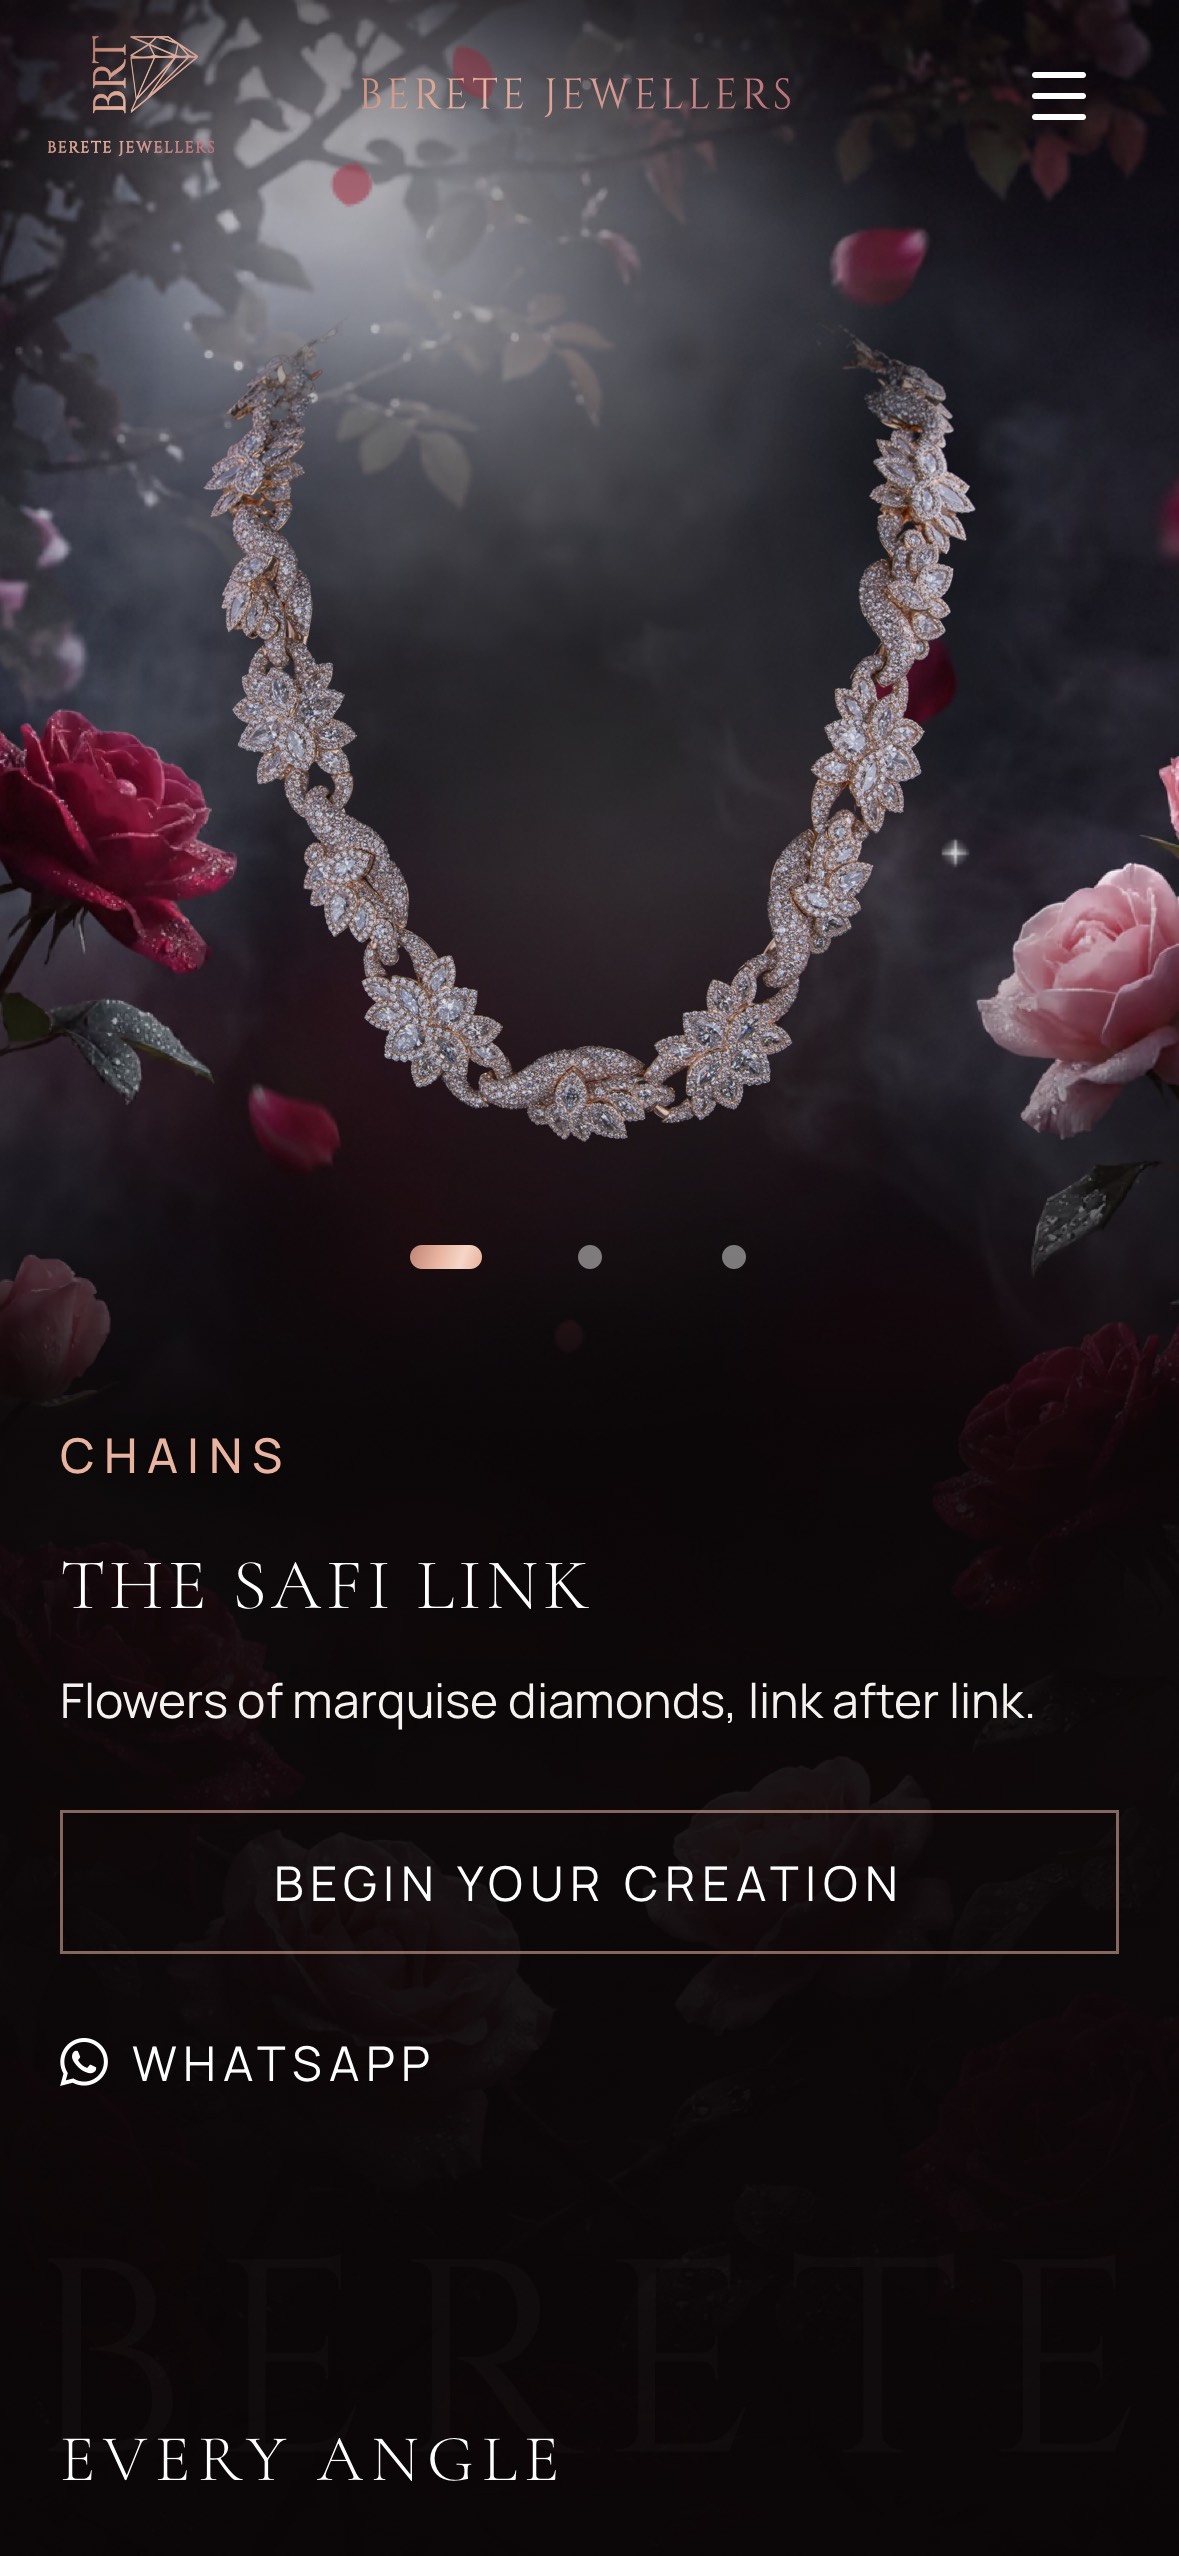 BRT
BERETE JEWELLERS
BERETE JEWELLERS
CHAINS
THE SAFI LINK
Flowers of marquise diamonds, link after link.
BEGIN YOUR CREATION
WHATSAPP
BERETE
EVERY ANGLE